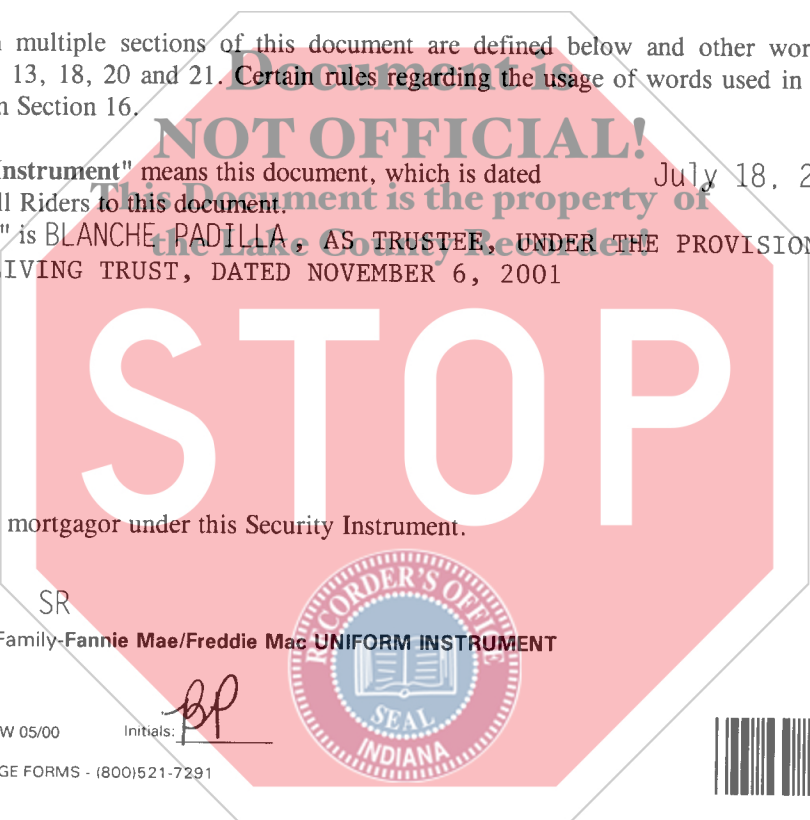 multiple sections of this document are defined below and other wor
13, 18, 20 and 21. Certain rules regarding the usage of words used in
Section 16.
Document is
NOT OFFICIAL!
Instrument" means this document, which is dated July 18, 2
ll Riders to this document.
This Document is the property of
" is BLANCHE PADILLA, AS TRUSTEE, UNDER THE PROVISION
the Lake County Recorder!
IVING TRUST, DATED NOVEMBER 6, 2001
STOP
mortgagor under this Security Instrument.
RECORDER'S OFFICE
SEAL
INDIANA
SR
Family-Fannie Mae/Freddie Mac UNIFORM INSTRUMENT
W 05/00 Initials: BP
GE FORMS - (800)521-7291